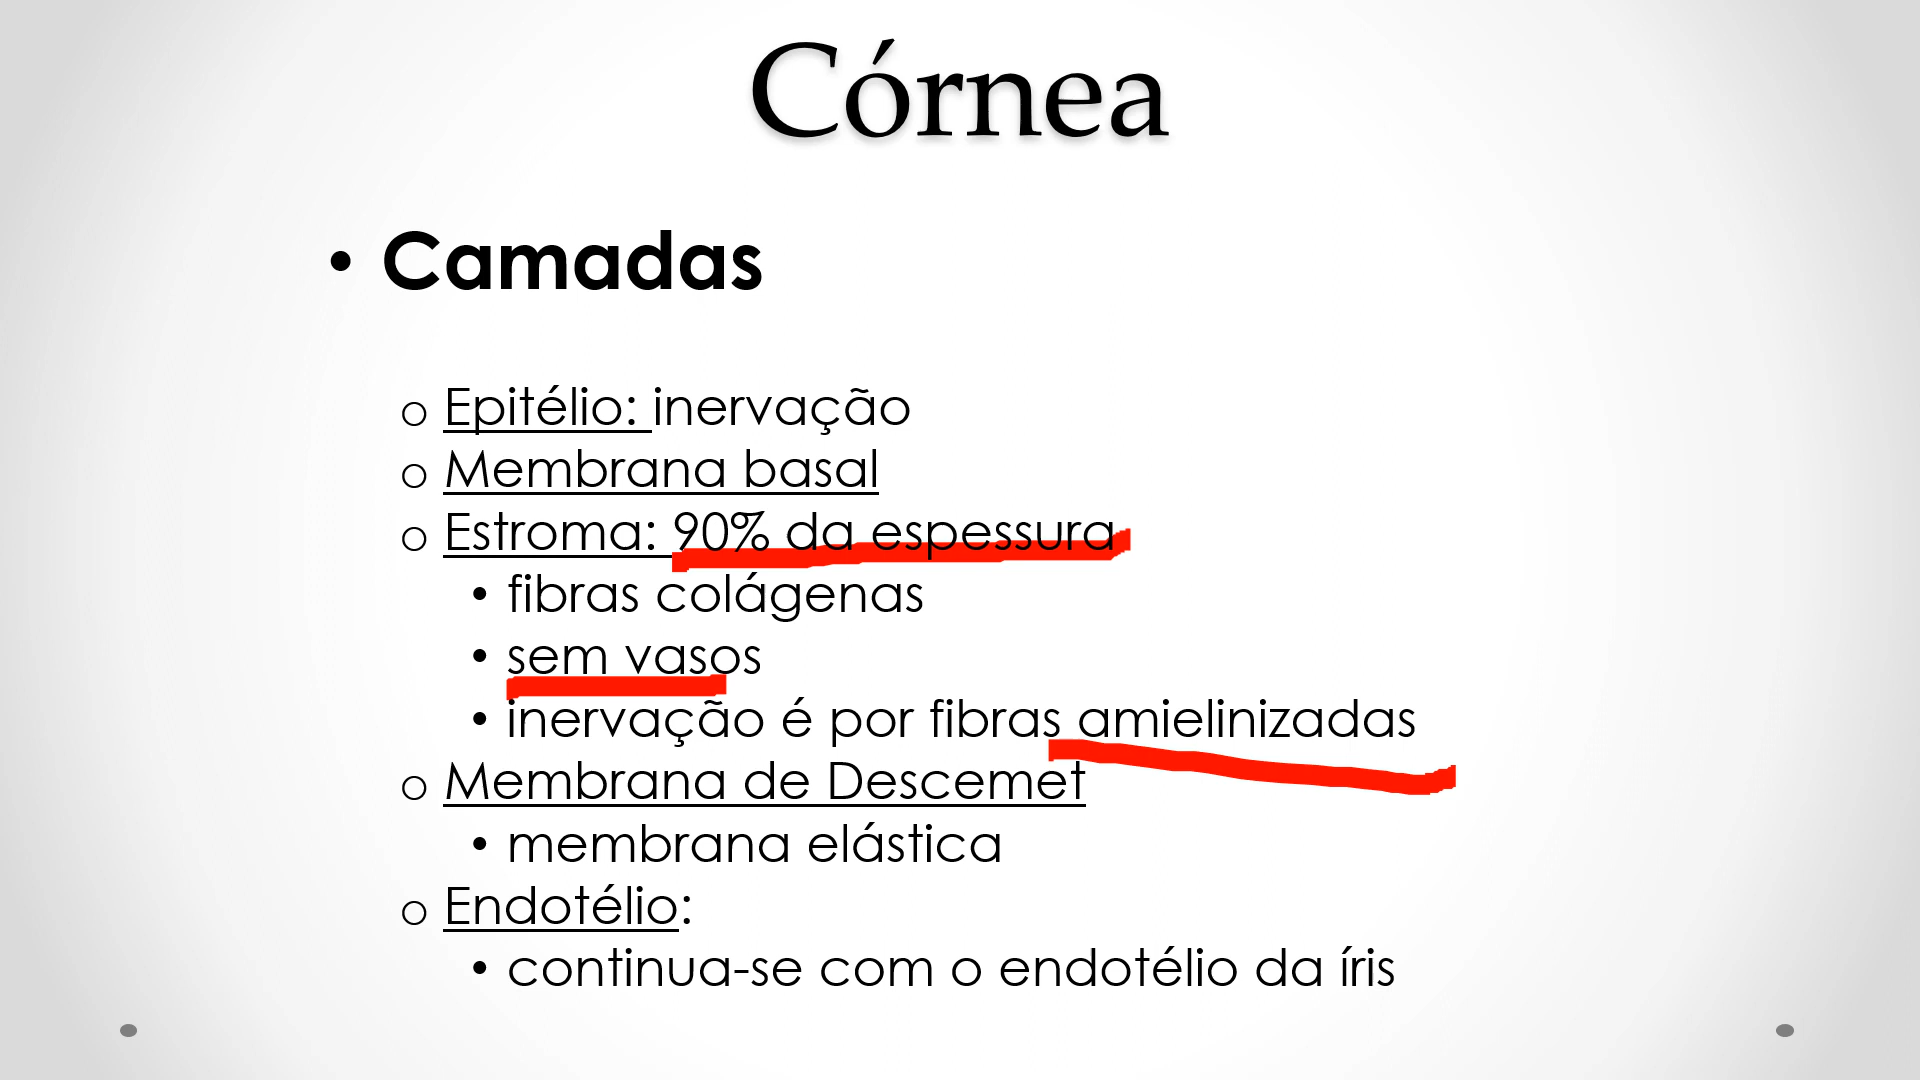 Córnea
• Camadas
o Epitélio: inervação
o Membrana basal
o Estroma: 90% da espessura
• fibras colágenas
• sem vasos
• inervação é por fibras amielinizadas
o Membrana de Descemet
• membrana elástica
o Endotélio:
• continua-se com o endotélio da íris